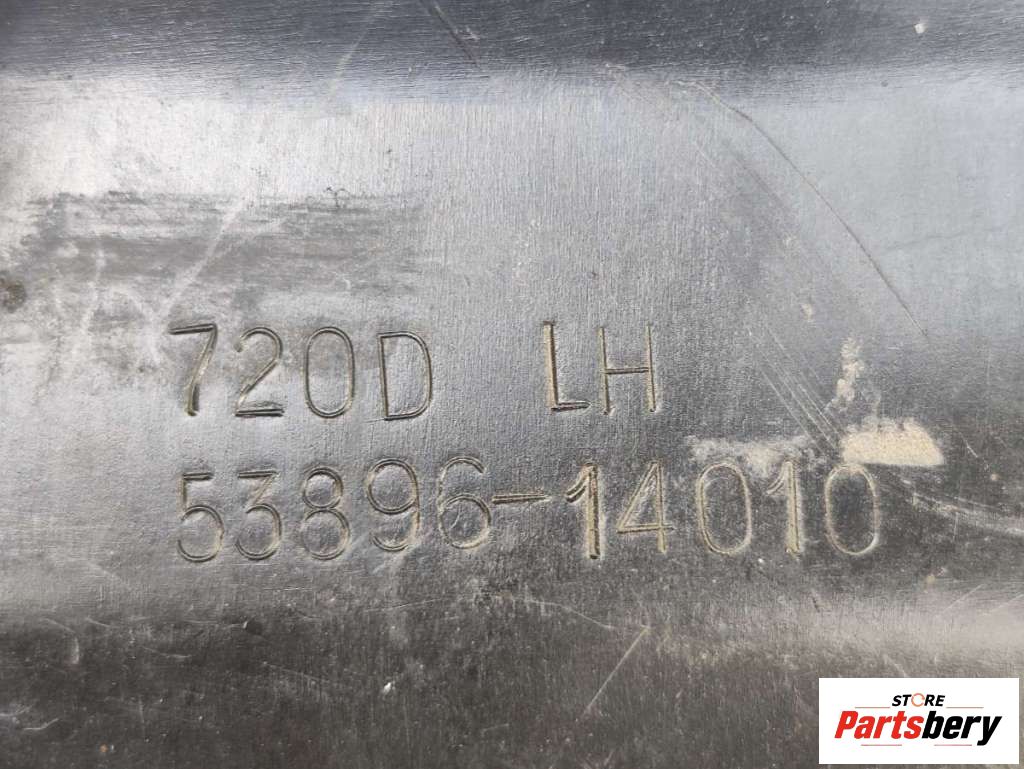 720D LH
53896-14010
STORE
Partsbery